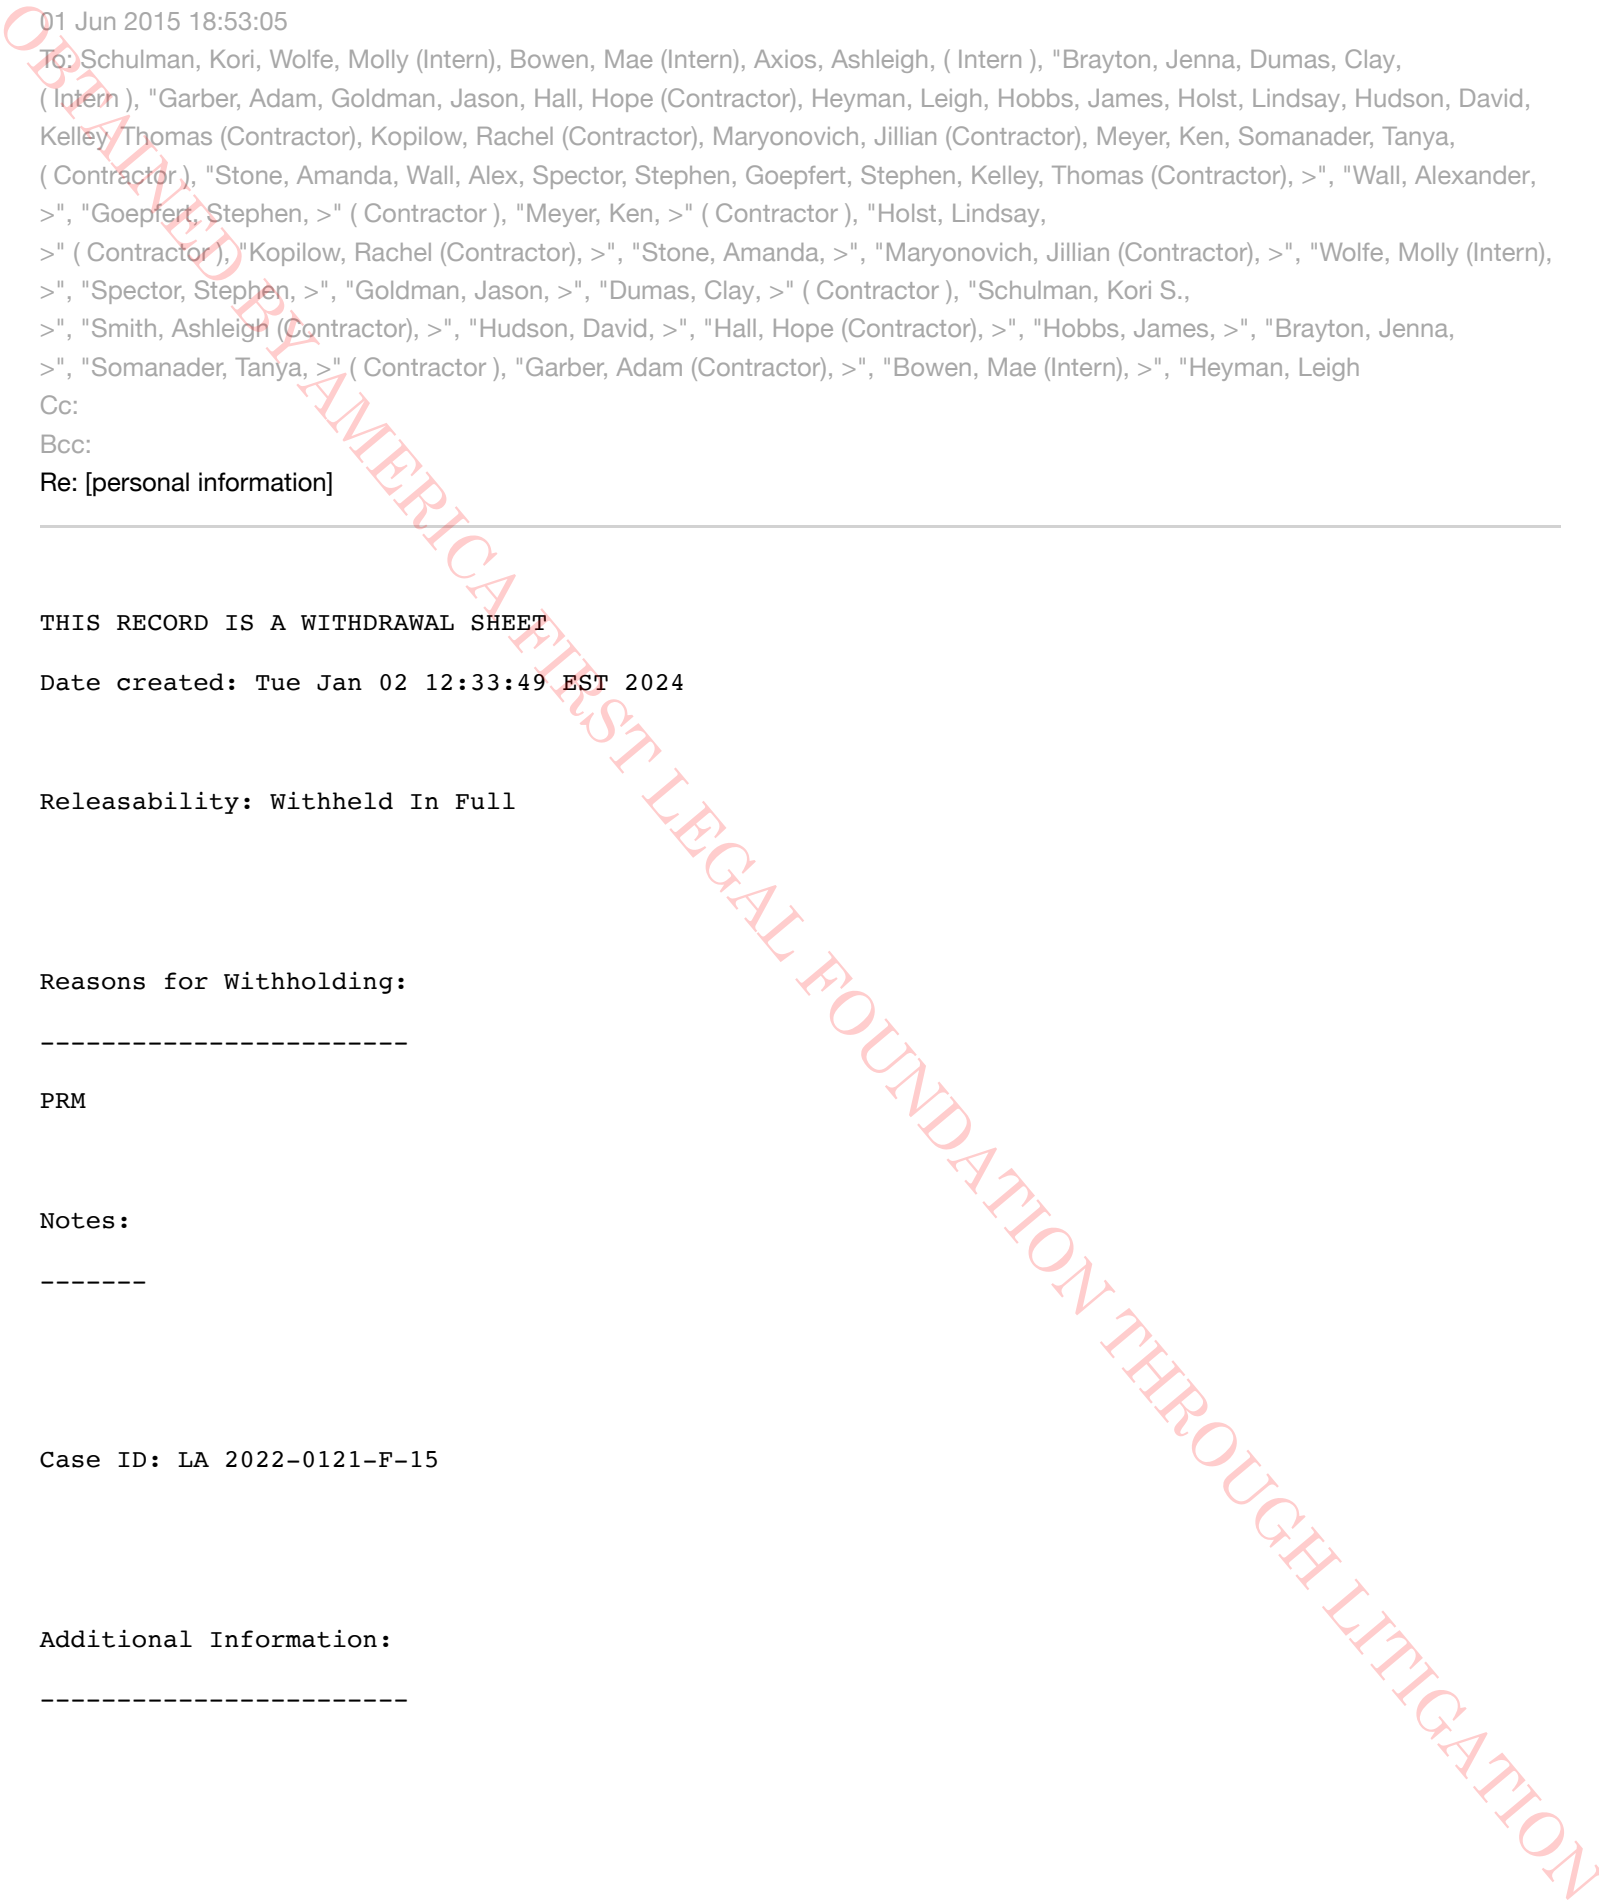 01 Jun 2015 18:53:05
To: Schulman, Kori, Wolfe, Molly (Intern), Bowen, Mae (Intern), Axios, Ashleigh, ( Intern ), "Brayton, Jenna, Dumas, Clay,
( Intern ), "Garber, Adam, Goldman, Jason, Hall, Hope (Contractor), Heyman, Leigh, Hobbs, James, Holst, Lindsay, Hudson, David,
Kelley, Thomas (Contractor), Kopilow, Rachel (Contractor), Maryonovich, Jillian (Contractor), Meyer, Ken, Somanader, Tanya,
( Contractor ), "Stone, Amanda, Wall, Alex, Spector, Stephen, Goepfert, Stephen, Kelley, Thomas (Contractor), >", "Wall, Alexander,
>", "Goepfert, Stephen, >" ( Contractor ), "Meyer, Ken, >" ( Contractor ), "Holst, Lindsay,
>" ( Contractor ), "Kopilow, Rachel (Contractor), >", "Stone, Amanda, >", "Maryonovich, Jillian (Contractor), >", "Wolfe, Molly (Intern),
>", "Spector, Stephen, >", "Goldman, Jason, >", "Dumas, Clay, >" ( Contractor ), "Schulman, Kori S.,
>", "Smith, Ashleigh (Contractor), >", "Hudson, David, >", "Hall, Hope (Contractor), >", "Hobbs, James, >", "Brayton, Jenna,
>", "Somanader, Tanya, >" ( Contractor ), "Garber, Adam (Contractor), >", "Bowen, Mae (Intern), >", "Heyman, Leigh
Cc:
Bcc:
Re: [personal information]
THIS RECORD IS A WITHDRAWAL SHEET
Date created: Tue Jan 02 12:33:49 EST 2024
Releasability: Withheld In Full
Reasons for Withholding:
------------------------
PRM
Notes:
-------
Case ID: LA 2022-0121-F-15
Additional Information:
------------------------
OBTAINED BY AMERICA FIRST LEGAL FOUNDATION THROUGH LITIGATION